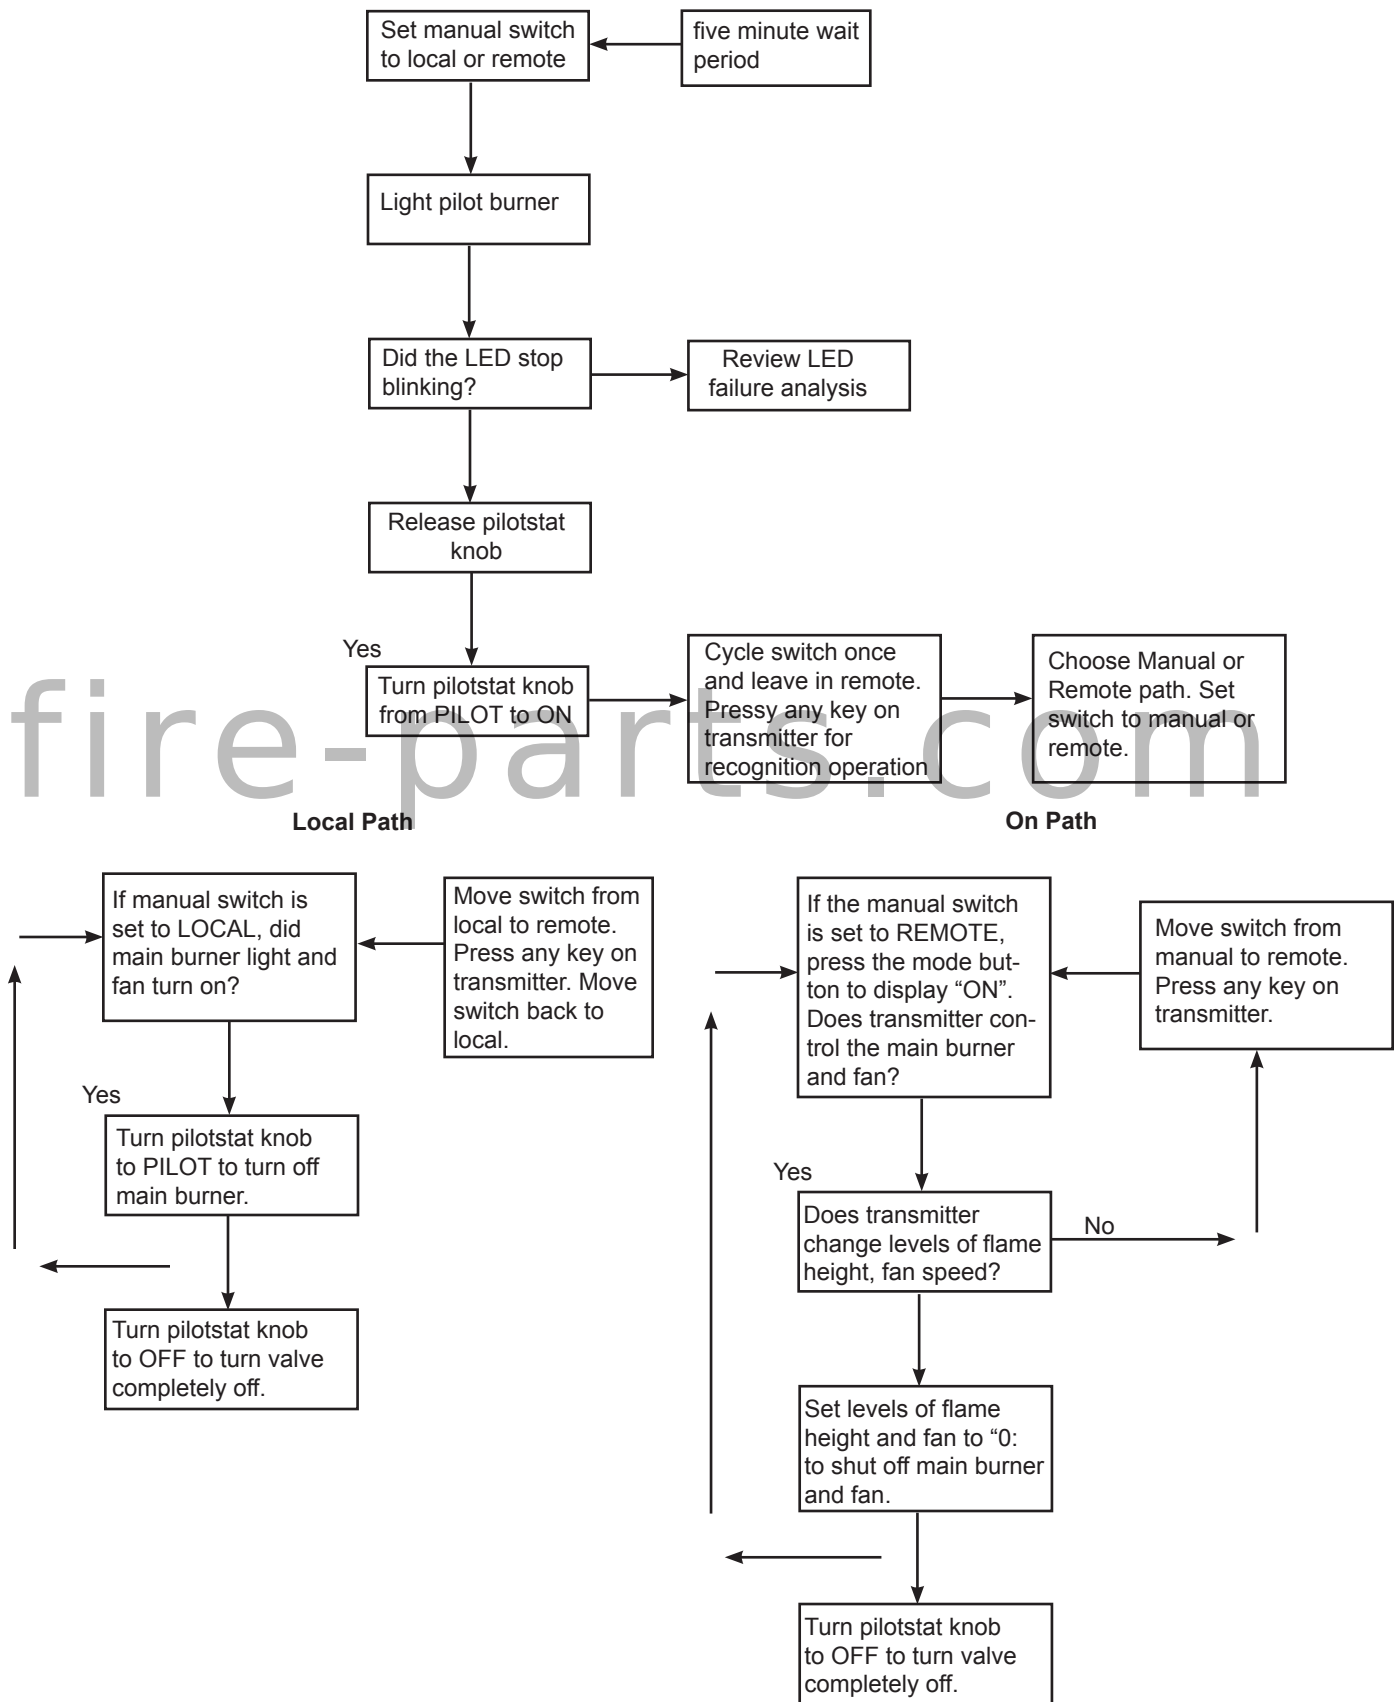 Set manual switch
to local or remote
five minute wait
period
Light pilot burner
Did the LED stop
blinking?
Review LED
failure analysis
Release pilotstat
knob
Yes
Turn pilotstat knob
from PILOT to ON
Cycle switch once
and leave in remote.
Pressy any key on
transmitter for
recognition operation
Choose Manual or
Remote path. Set
switch to manual or
remote.
fire-parts.com
Local Path
On Path
If manual switch is
set to LOCAL, did
main burner light and
fan turn on?
Move switch from
local to remote.
Press any key on
transmitter. Move
switch back to
local.
Yes
Turn pilotstat knob
to PILOT to turn off
main burner.
Turn pilotstat knob
to OFF to turn valve
completely off.
If the manual switch
is set to REMOTE,
press the mode but-
ton to display “ON”.
Does transmitter con-
trol the main burner
and fan?
Move switch from
manual to remote.
Press any key on
transmitter.
Yes
Does transmitter
change levels of flame
height, fan speed?
No
Set levels of flame
height and fan to “0:
to shut off main burner
and fan.
Turn pilotstat knob
to OFF to turn valve
completely off.